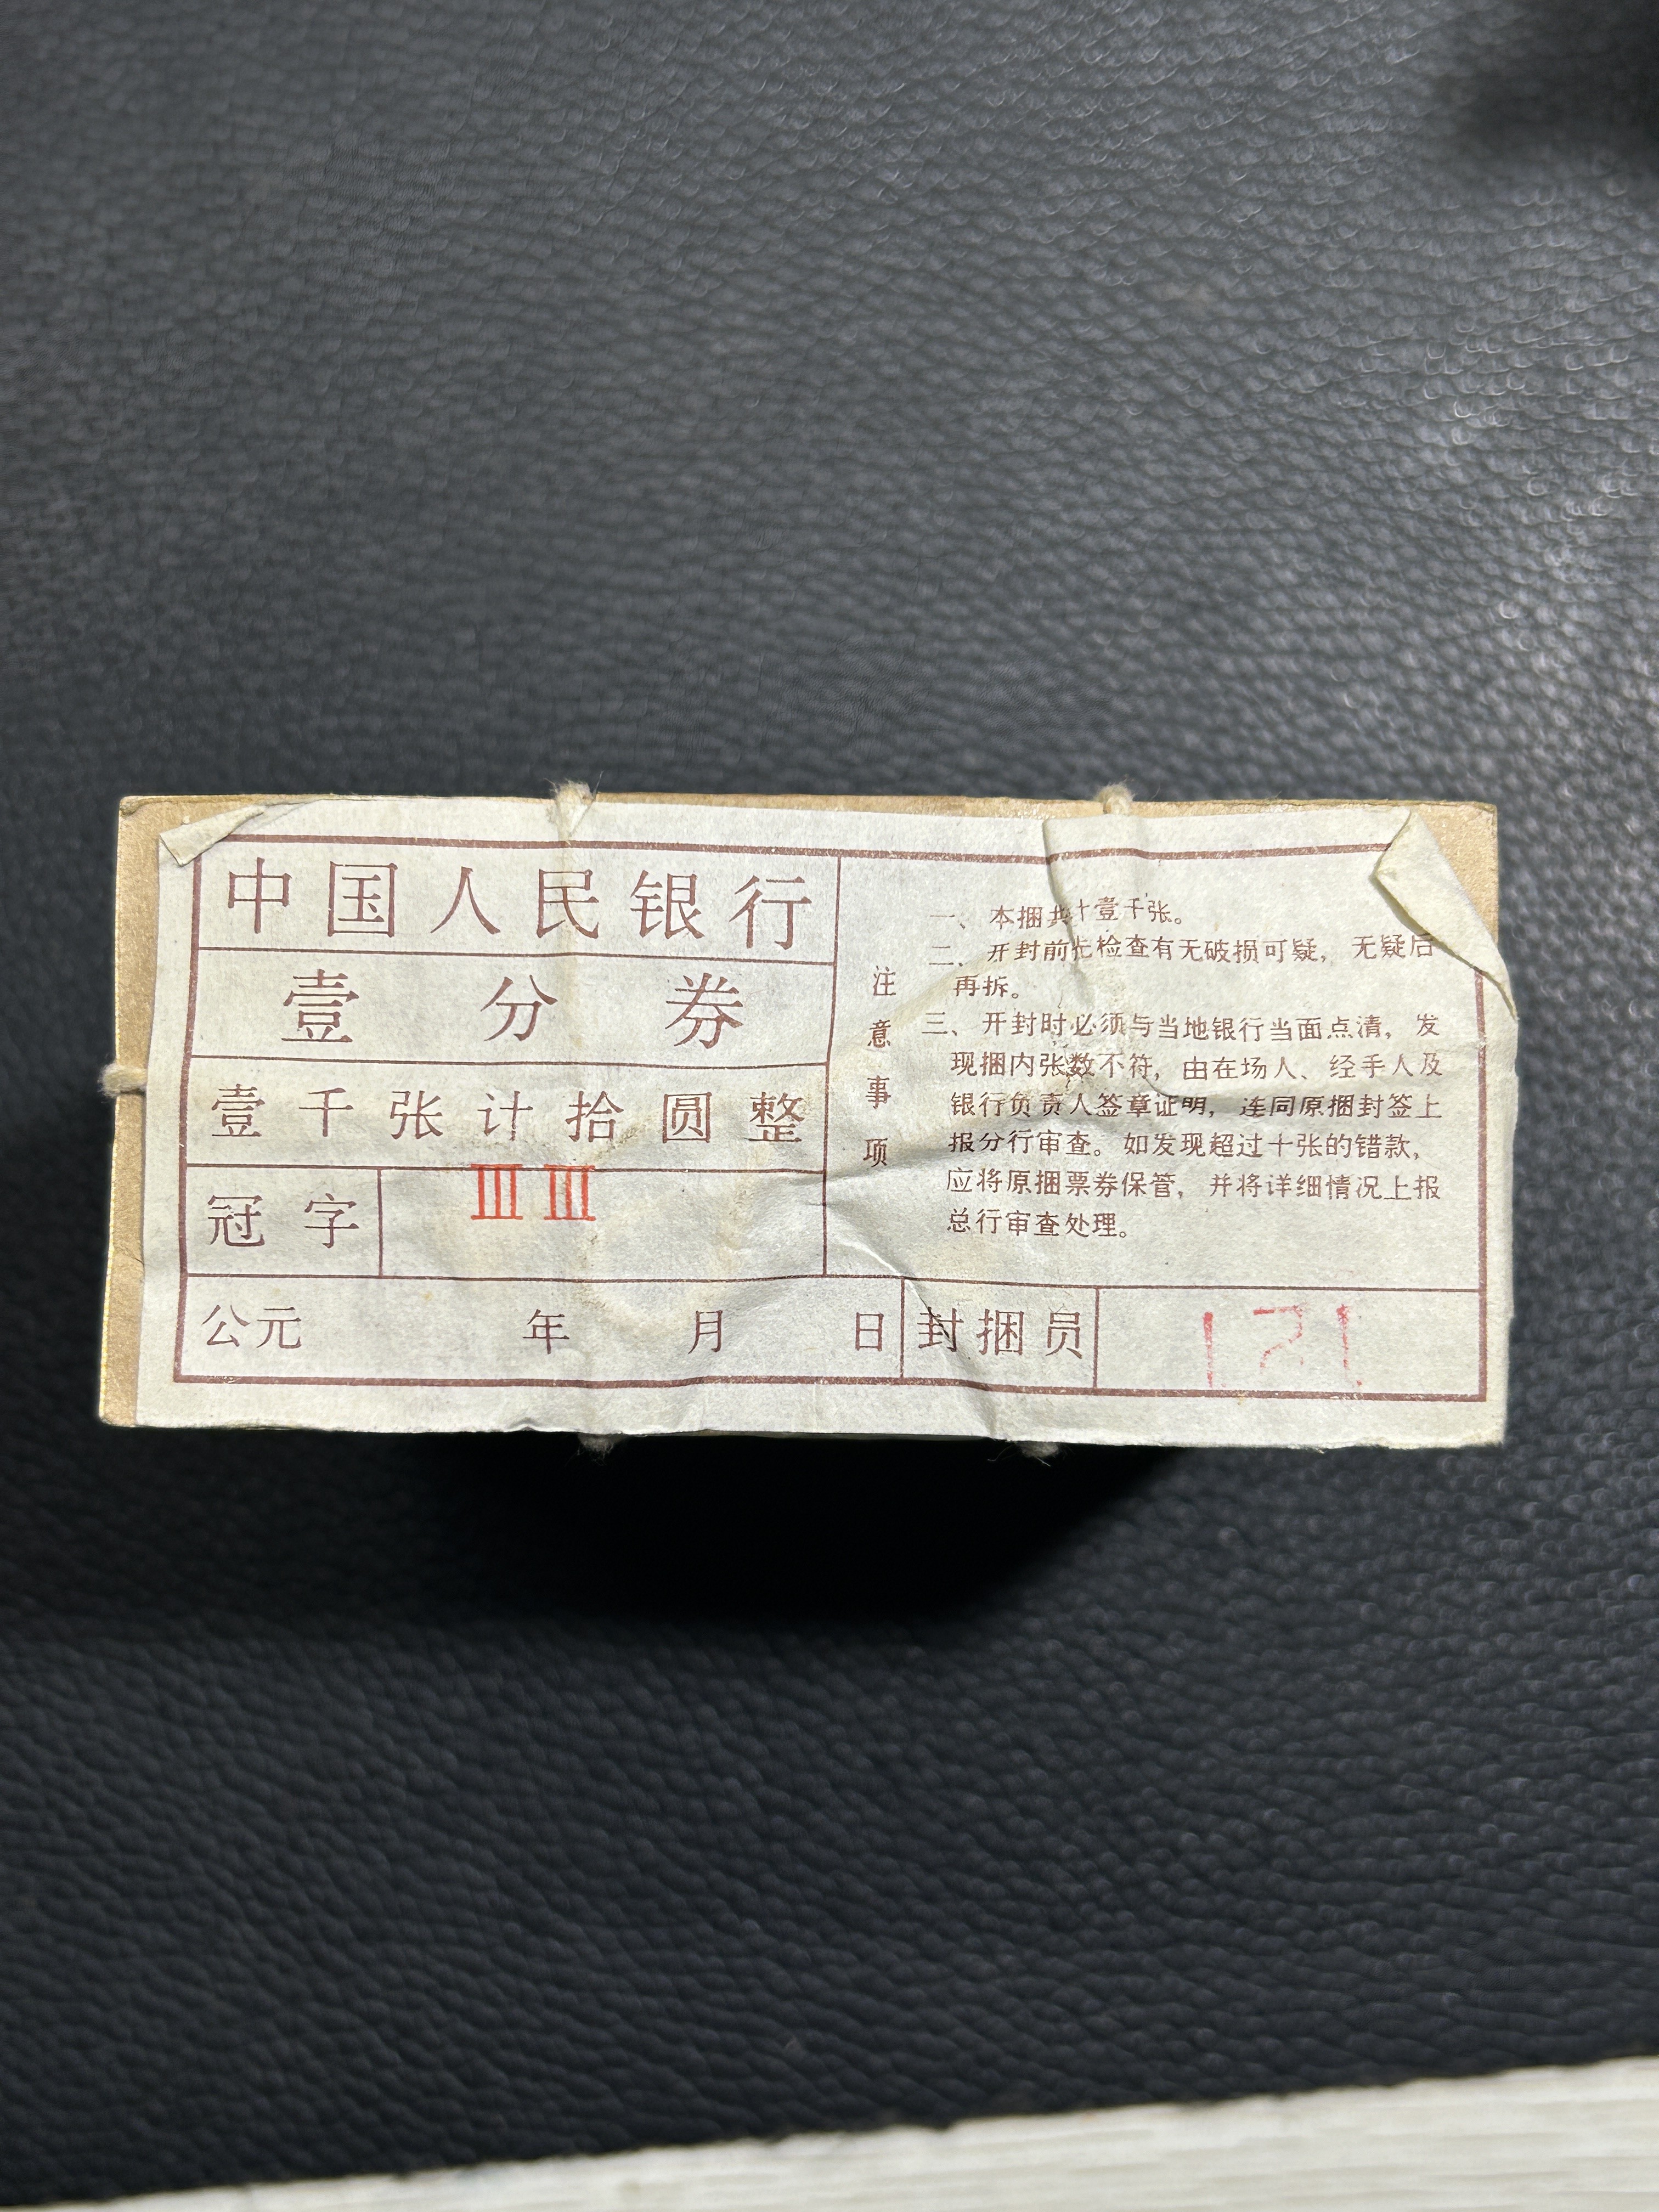 中国人民银行
壹分券
壹千张计拾圆整
冠字 III III
注意事项
一、本捆共计壹千张。
二、开封前先检查有无破损可疑，无疑后
再拆。
三、开封时必须与当地银行当面点清，发
现捆内张数不符，由在场人、经手人及
银行负责人签章证明，连同原捆封签上
报分行审查。如发现超过十张的错款，
应将原捆票券保管，并将详细情况上报
总行审查处理。
公元 年 月 日 封捆员 121